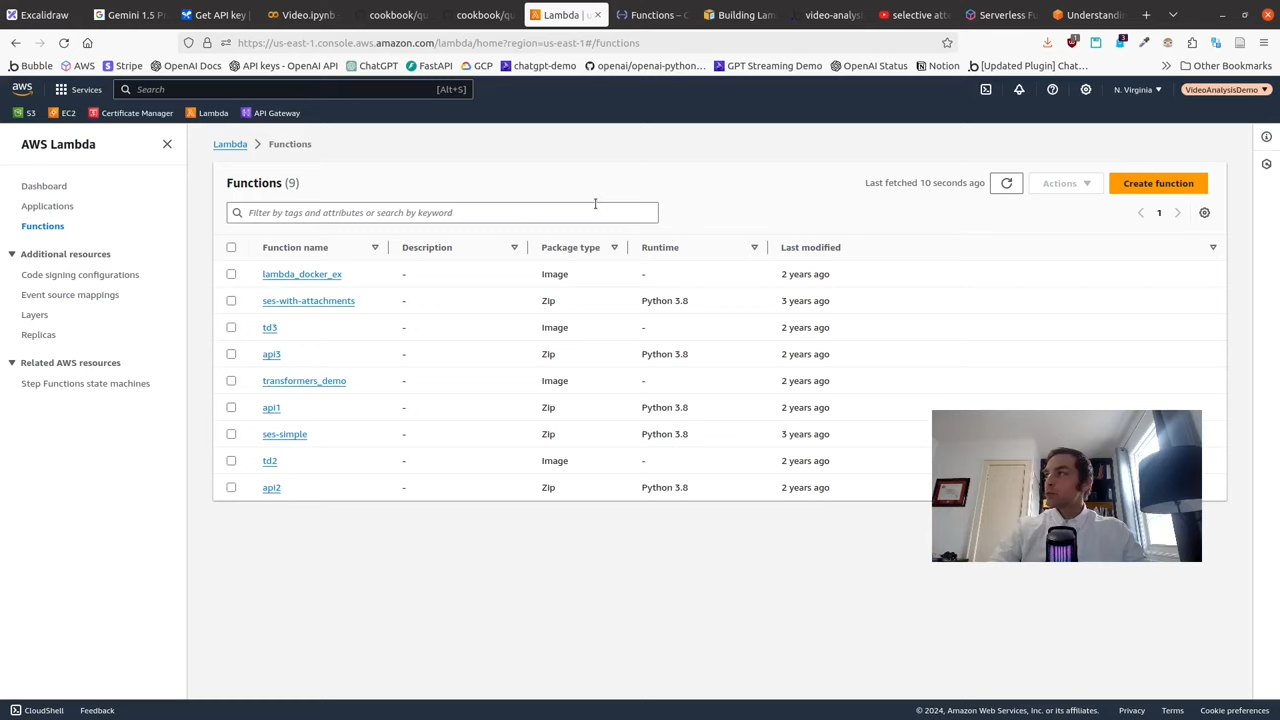 Excalidraw
Gemini 1.5 P
Get API key
Video.ipynb
cookbook/qu
cookbook/qu
Lambda | u
Functions – C
Building Lam
video-analysi
selective att
Serverless Fu
Understandin
https://us-east-1.console.aws.amazon.com/lambda/home?region=us-east-1#/functions
Bubble
AWS
Stripe
OpenAI Docs
API keys - OpenAI API
ChatGPT
FastAPI
GCP
chatgpt-demo
openai/openai-python...
GPT Streaming Demo
OpenAI Status
Notion
[Updated Plugin] Chat...
Other Bookmarks
aws
Services
Search
[Alt+S]
N. Virginia
VideoAnalysisDemo
S3
EC2
Certificate Manager
Lambda
API Gateway
AWS Lambda
Dashboard
Applications
Functions
Additional resources
Code signing configurations
Event source mappings
Layers
Replicas
Related AWS resources
Step Functions state machines
Lambda > Functions
Functions (9)
Last fetched 10 seconds ago
Actions
Create function
Filter by tags and attributes or search by keyword
1
Function name Description Package type Runtime Last modified
lambda_docker_ex - Image - 2 years ago
ses-with-attachments - Zip Python 3.8 3 years ago
td3 - Image - 2 years ago
api3 - Zip Python 3.8 2 years ago
transformers_demo - Image - 2 years ago
api1 - Zip Python 3.8 2 years ago
ses-simple - Zip Python 3.8 3 years ago
td2 - Image - 2 years ago
api2 - Zip Python 3.8 2 years ago
CloudShell
Feedback
© 2024, Amazon Web Services, Inc. or its affiliates.
Privacy
Terms
Cookie preferences